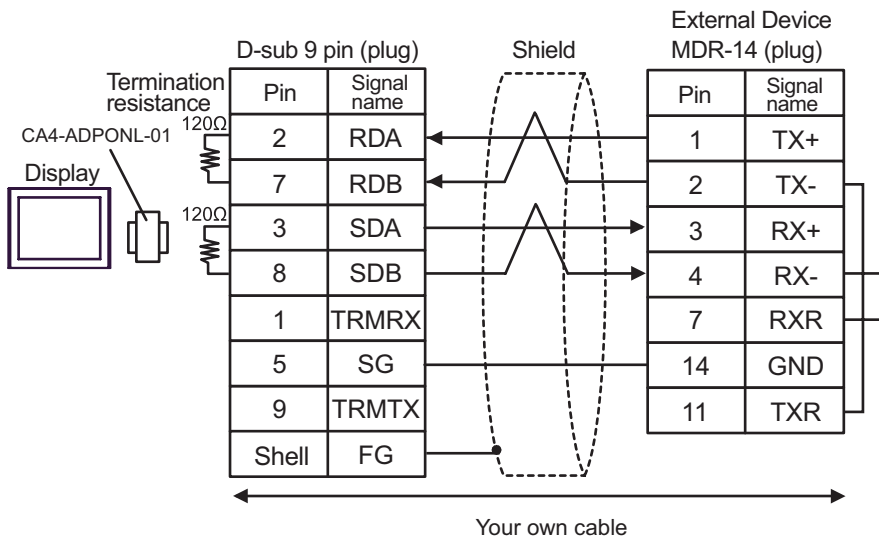 External Device
D-sub 9 pin (plug) Shield MDR-14 (plug)
Termination resistance
CA4-ADPONL-01
Display
120Ω
120Ω
Pin Signal name
2 RDA
7 RDB
3 SDA
8 SDB
1 TRMRX
5 SG
9 TRMTX
Shell FG
Pin Signal name
1 TX+
2 TX-
3 RX+
4 RX-
7 RXR
14 GND
11 TXR
Your own cable